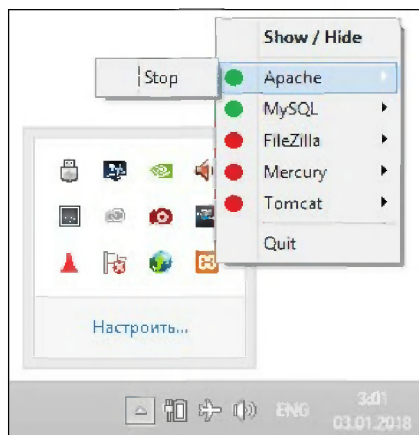 Show / Hide
Stop
Apache
MySQL
FileZilla
Mercury
Tomcat
Quit
Настроить...
ENG
3:01
03.01.2018